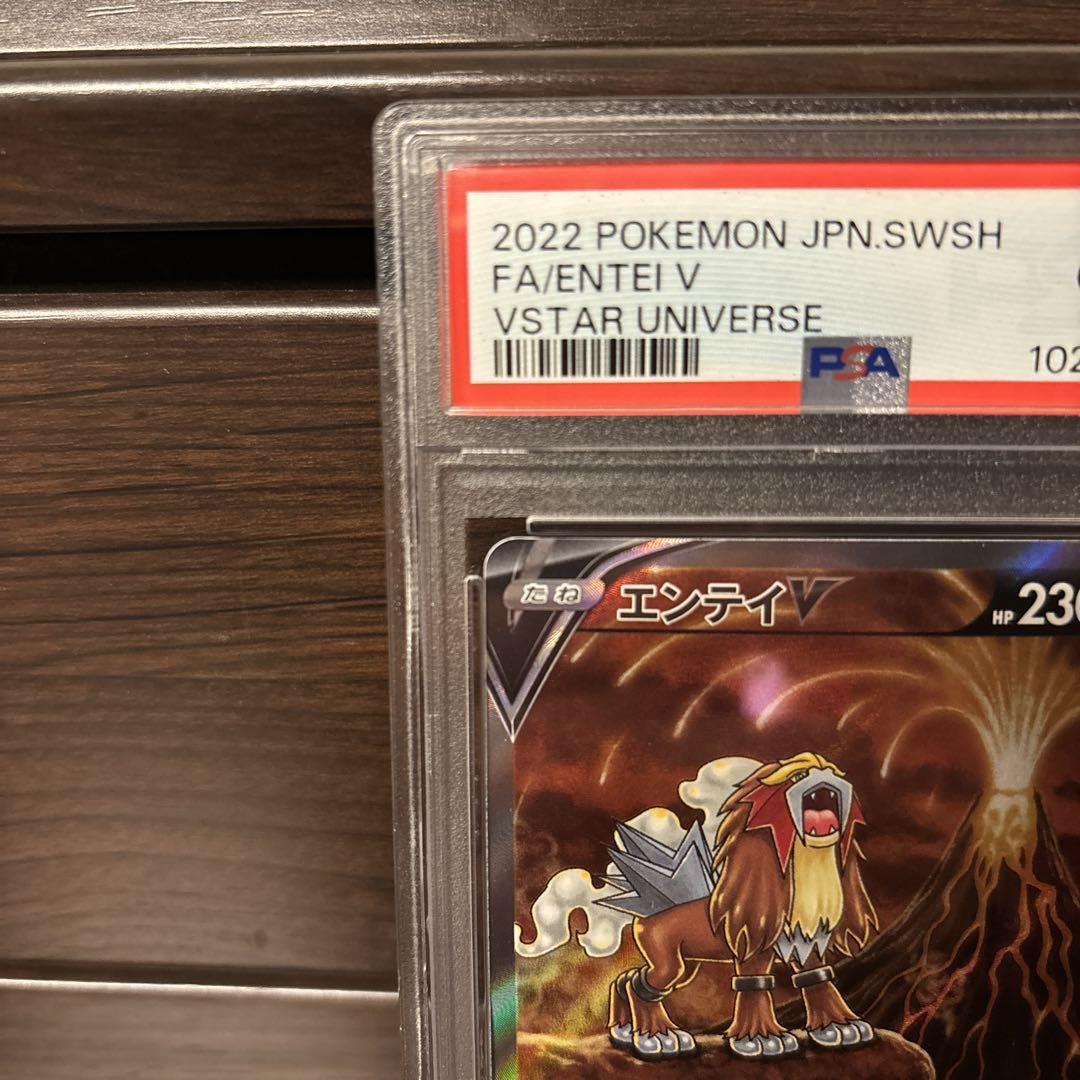 2022 POKEMON JPN.SWSH
FA/ENTEI V
VSTAR UNIVERSE
PSA
たね
エンテイV
HP